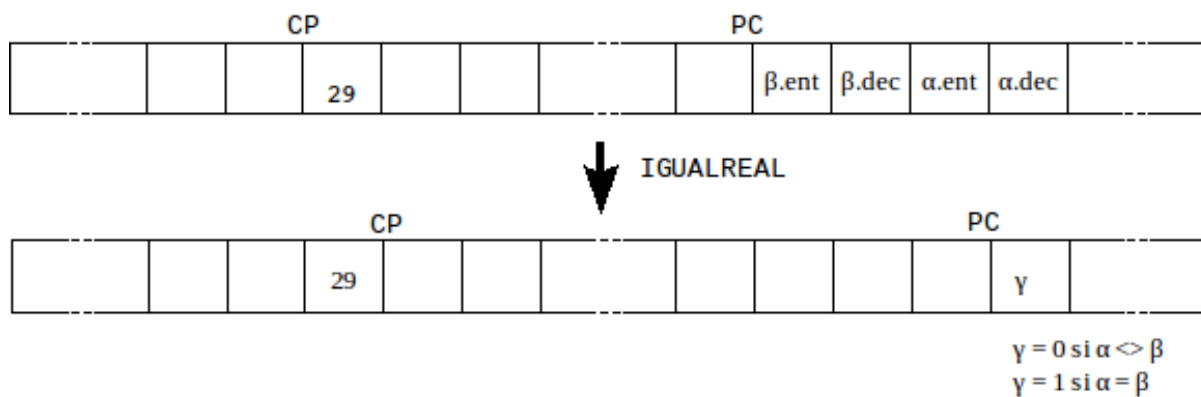 CP PC
29 β.ent β.dec α.ent α.dec
IGUALREAL
CP PC
29 γ
γ = 0 si α <> β
γ = 1 si α = β